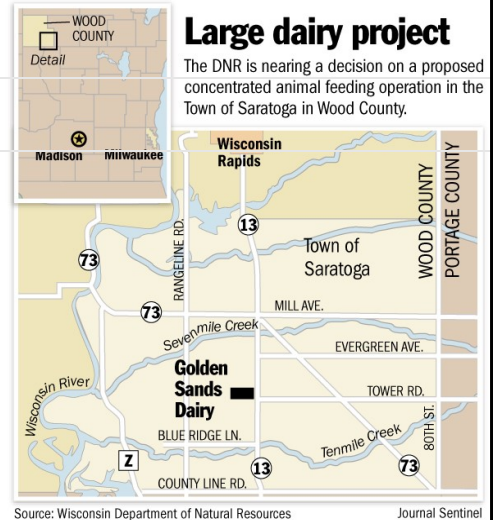 WOOD
COUNTY
Detail
Madison
Milwaukee
Large dairy project
The DNR is nearing a decision on a proposed
concentrated animal feeding operation in the
Town of Saratoga in Wood County.
Wisconsin
Rapids
WOOD COUNTY
PORTAGE COUNTY
RANGELINE RD.
13
Town of
Saratoga
73
73
MILL AVE.
Sevenmile Creek
EVERGREEN AVE.
Golden
Sands
Dairy
TOWER RD.
Wisconsin River
80TH ST.
BLUE RIDGE LN.
Tenmile Creek
Z
13
73
COUNTY LINE RD.
Source: Wisconsin Department of Natural Resources
Journal Sentinel